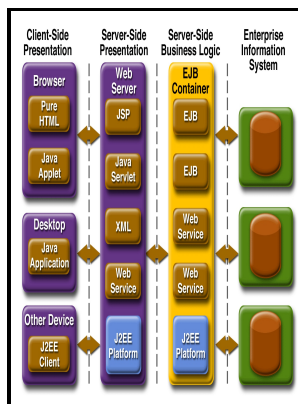 Client-Side
Presentation
Server-Side
Presentation
Server-Side
Business Logic
Enterprise
Information
System
Browser
Pure
HTML
Java
Applet
Desktop
Java
Application
Other Device
J2EE
Client
Web
Server
JSP
Java
Servlet
XML
Web
Service
J2EE
Platform
EJB
Container
EJB
EJB
Web
Service
Web
Service
J2EE
Platform